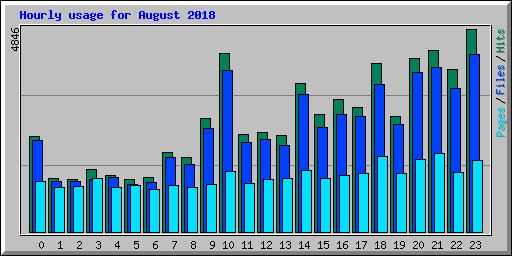 Hourly usage for August 2018
4846
Pages/Files/Hits
0 1 2 3 4 5 6 7 8 9 10 11 12 13 14 15 16 17 18 19 20 21 22 23